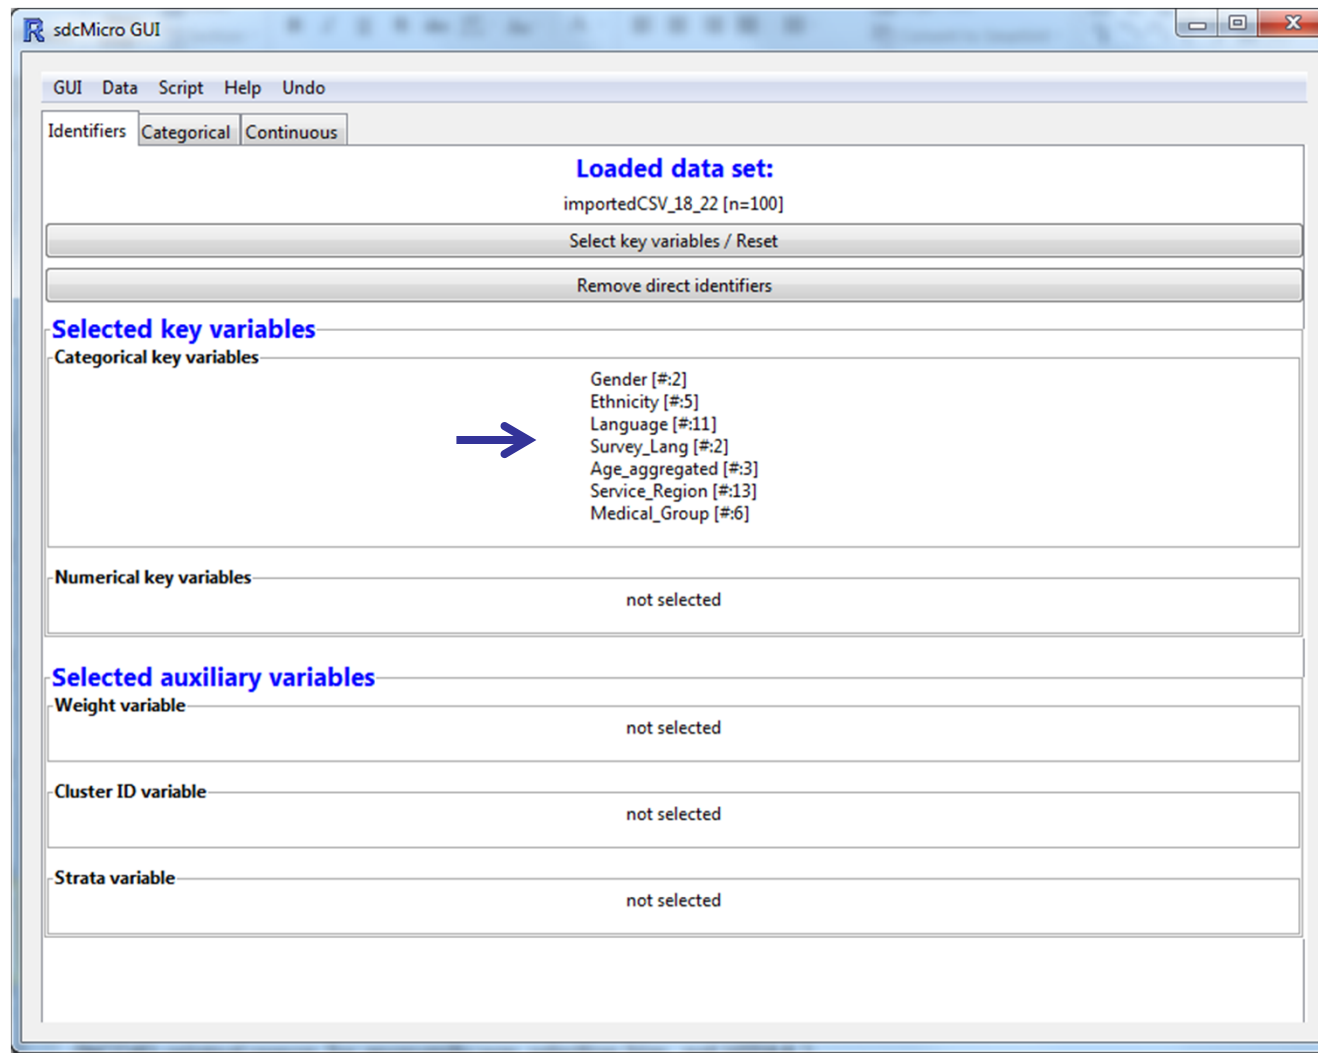 sdcMicro GUI
GUI Data Script Help Undo
Identifiers Categorical Continuous
Loaded data set:
importedCSV_18_22 [n=100]
Select key variables / Reset
Remove direct identifiers
Selected key variables
Categorical key variables
Gender [#:2]
Ethnicity [#:5]
Language [#:11]
Survey_Lang [#:2]
Age_aggregated [#:3]
Service_Region [#:13]
Medical_Group [#:6]
Numerical key variables
not selected
Selected auxiliary variables
Weight variable
not selected
Cluster ID variable
not selected
Strata variable
not selected